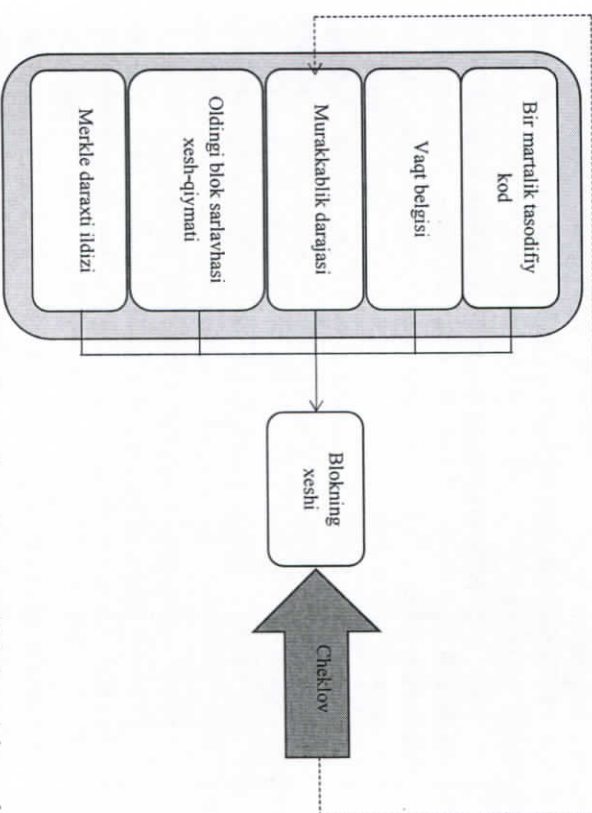 Bir martalik tasodifiy
kod
Vaqt belgisi
Murakkablik darajasi
Oldingi blok sarlavhasi
xesh-qiymati
Merkle daraxti ildizi
Blokning
xeshi
Cheklov